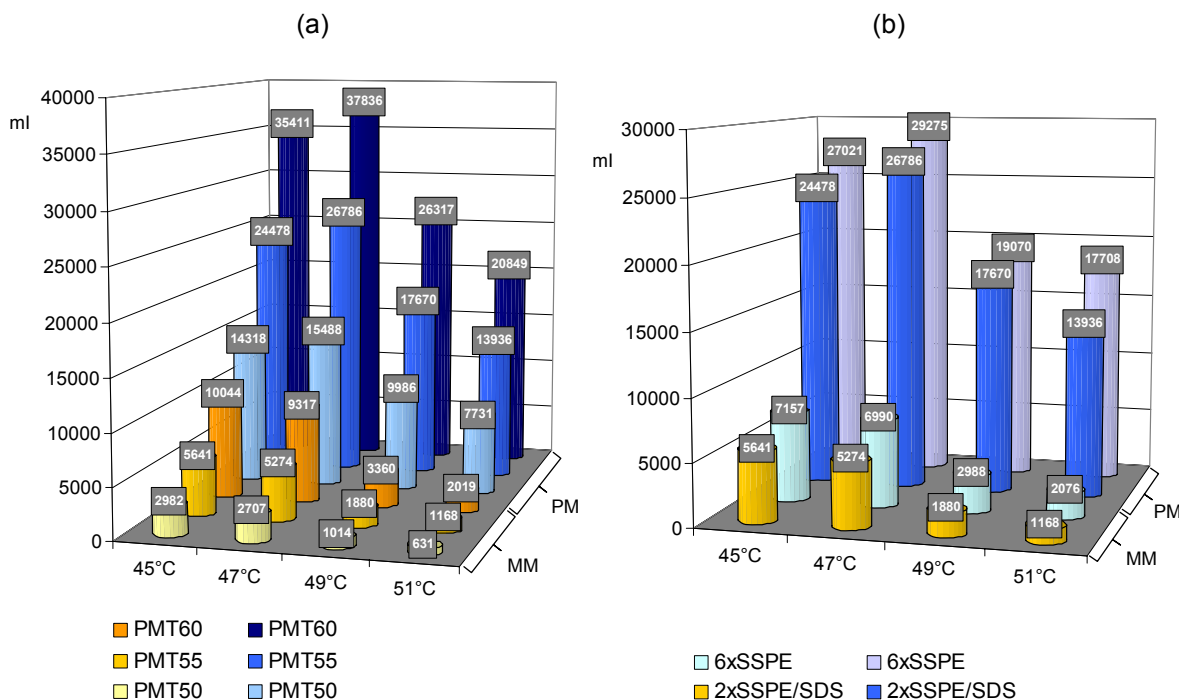 (a)
(b)
40000
ml
35000
30000
25000
20000
15000
10000
5000
0
35411
37836
26317
20849
24478
26786
17670
13936
14318
15488
9986
7731
10044
9317
3360
2019
5641
5274
1880
1168
2982
2707
1014
631
45°C
47°C
49°C
51°C
MM
PM
PMT60
PMT60
PMT55
PMT55
PMT50
PMT50
30000
ml
25000
20000
15000
10000
5000
0
27021
29275
19070
17708
24478
26786
17670
13936
7157
6990
2988
2076
5641
5274
1880
1168
45°C
47°C
49°C
51°C
MM
PM
6xSSPE
6xSSPE
2xSSPE/SDS
2xSSPE/SDS